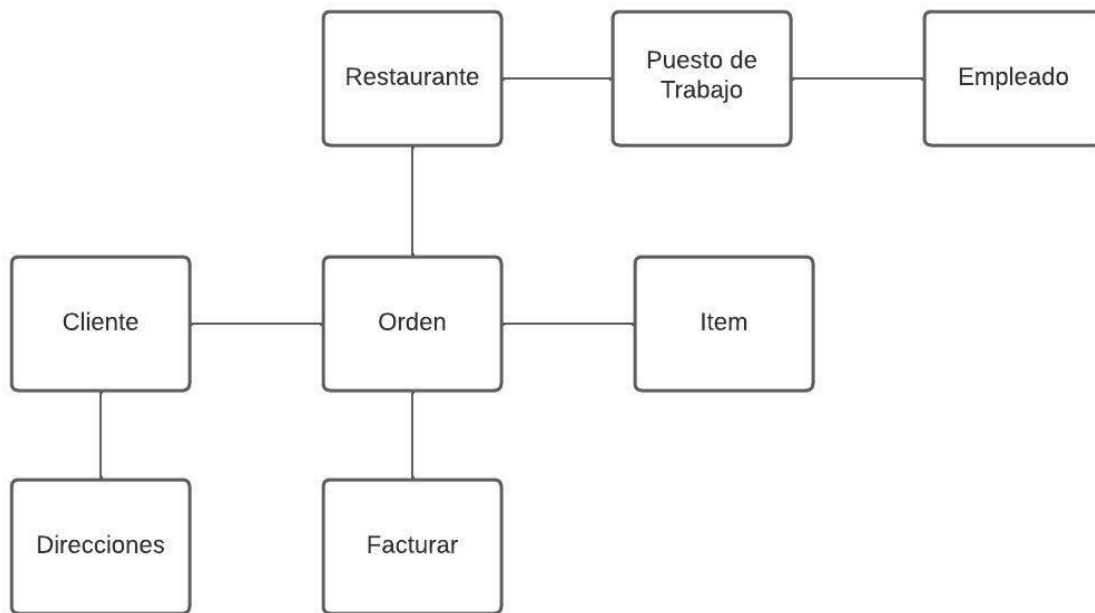 Restaurante
Puesto de
Trabajo
Empleado
Cliente
Orden
Item
Direcciones
Facturar